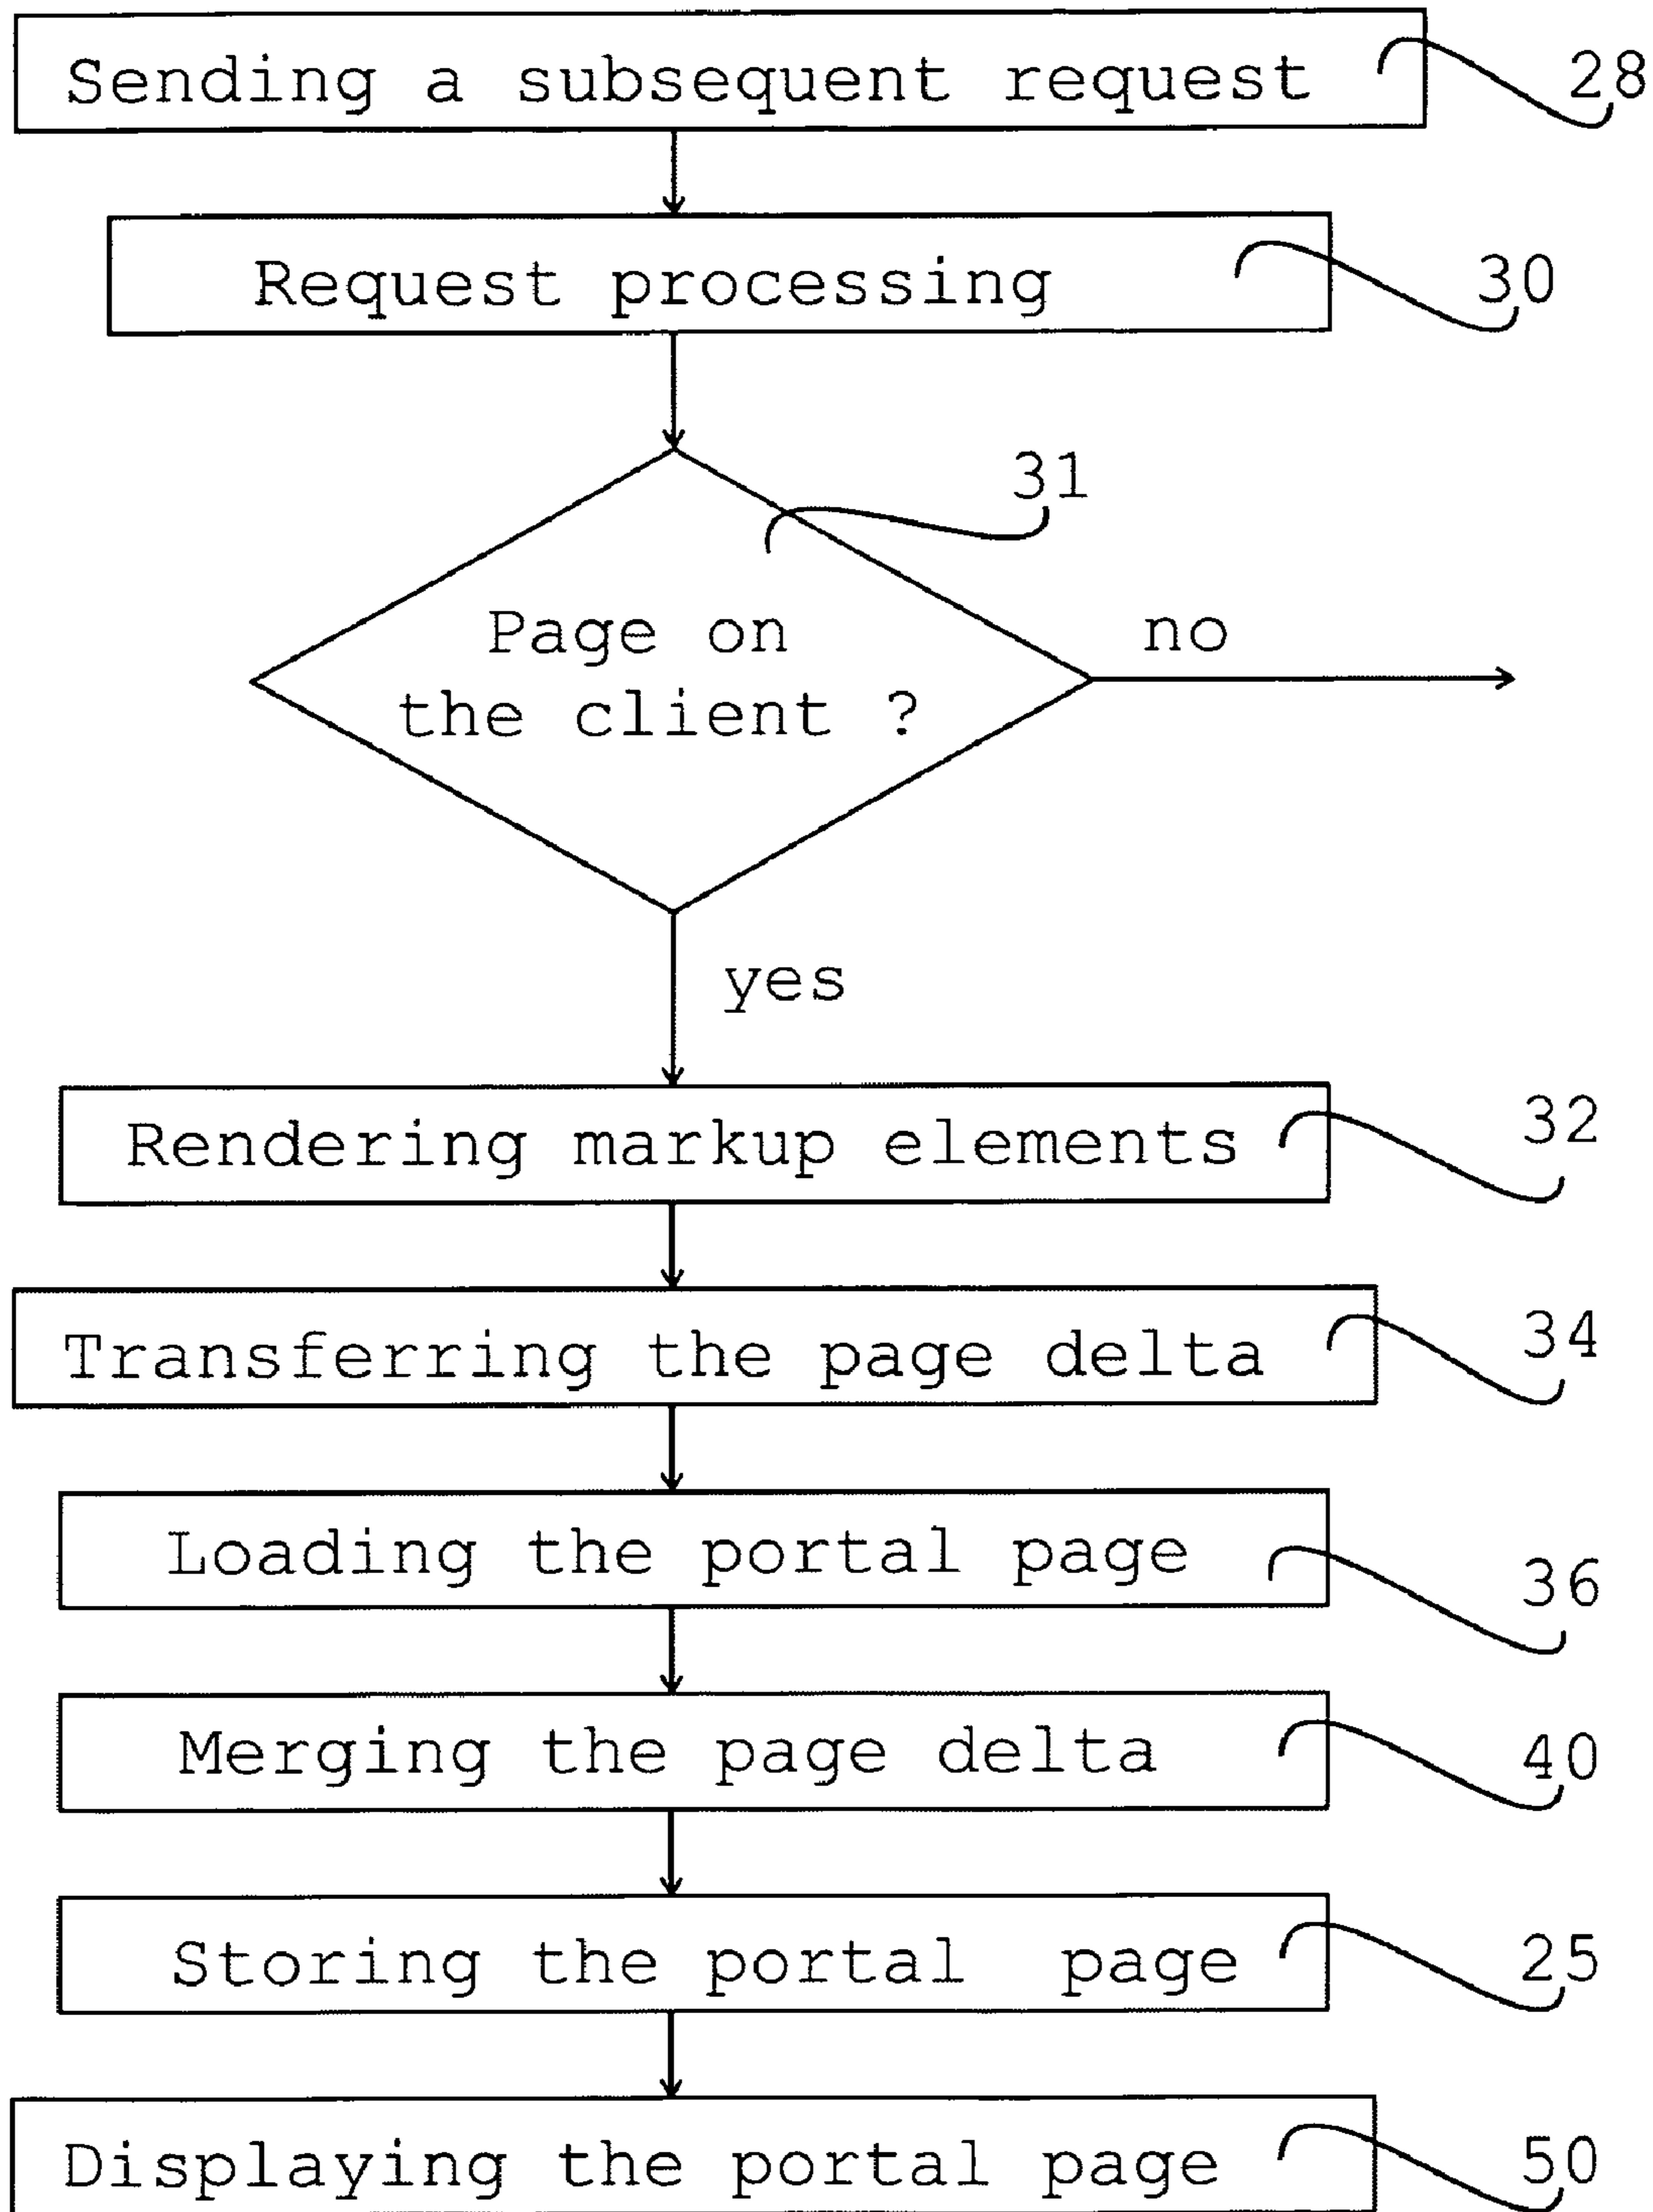 Sending a subsequent request
28
Request processing
30
31
Page on
the client ?
no
yes
Rendering markup elements
32
Transferring the page delta
34
Loading the portal page
36
Merging the page delta
40
Storing the portal page
25
Displaying the portal page
50